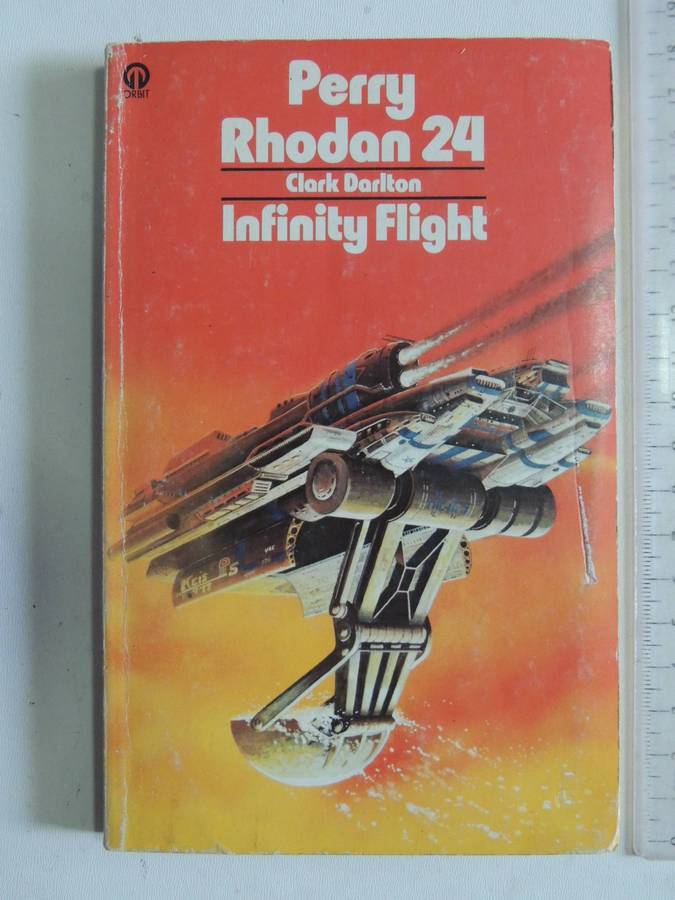 ORBIT
Perry
Rhodan 24
Clark Darlton
Infinity Flight